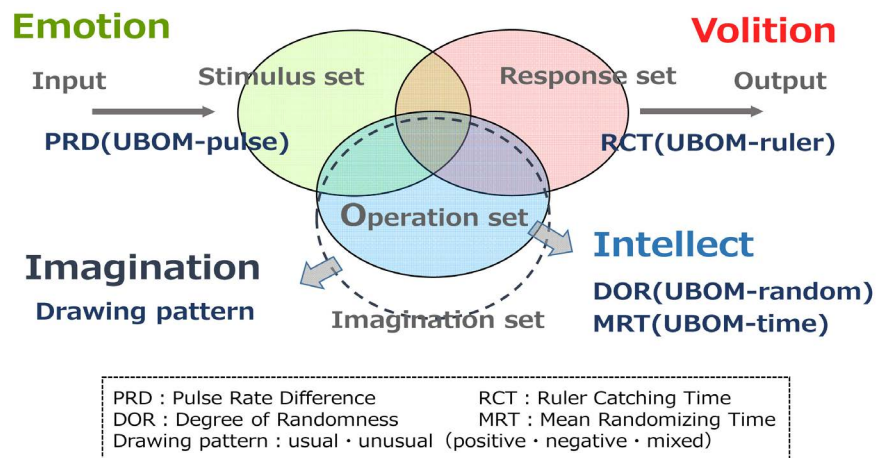 Emotion
Volition
Input
Stimulus set
Response set
Output
PRD(UBOM-pulse)
RCT(UBOM-ruler)
Operation set
Intellect
Imagination
DOR(UBOM-random)
Drawing pattern
MRT(UBOM-time)
Imagination set
PRD : Pulse Rate Difference
RCT : Ruler Catching Time
DOR : Degree of Randomness
MRT : Mean Randomizing Time
Drawing pattern : usual・unusual（positive・negative・mixed）